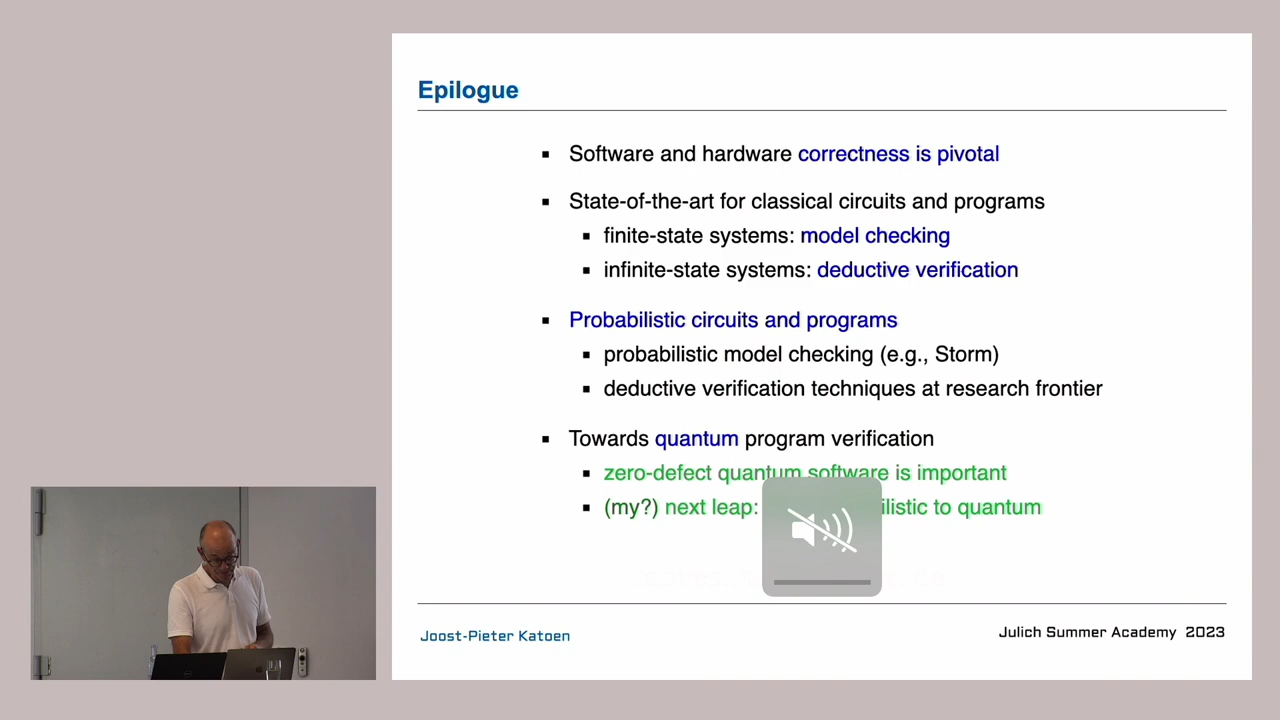 Epilogue
Software and hardware correctness is pivotal
State-of-the-art for classical circuits and programs
finite-state systems: model checking
infinite-state systems: deductive verification
Probabilistic circuits and programs
probabilistic model checking (e.g., Storm)
deductive verification techniques at research frontier
Towards quantum program verification
zero-defect quantum software is important
(my?) next leap: to quantum
Joost-Pieter Katoen
Julich Summer Academy 2023